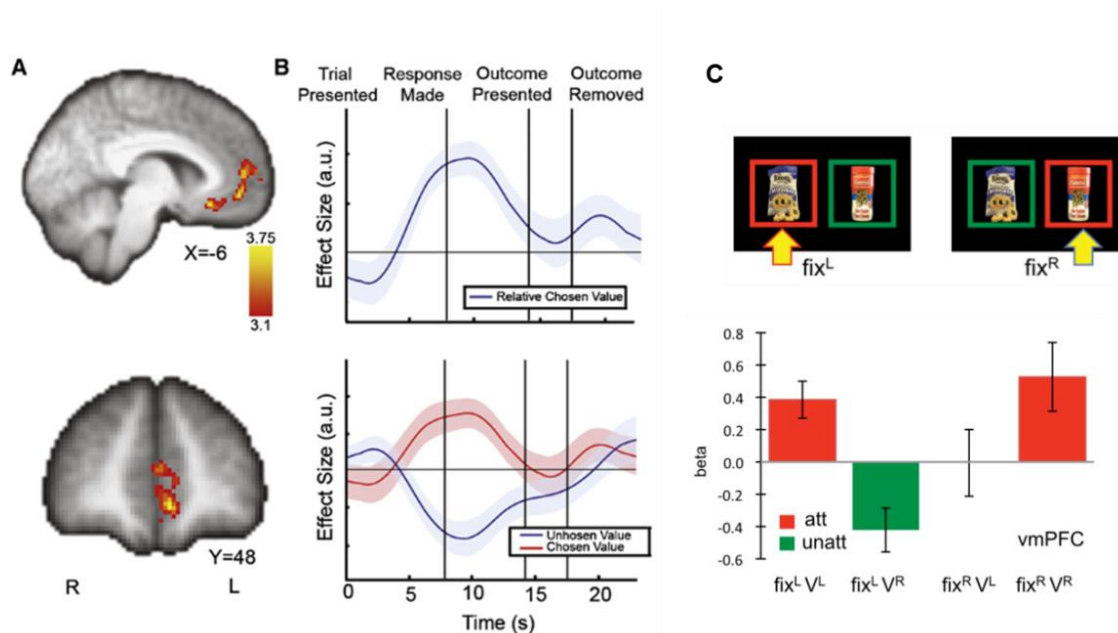 A
X=-6
3.75
3.1
Y=48
R
L
B
Trial Presented
Response Made
Outcome Presented
Outcome Removed
Effect Size (a.u.)
Relative Chosen Value
Effect Size (a.u.)
Unhosen Value
Chosen Value
0
5
10
15
20
Time (s)
C
fixL
fixR
0.8
0.6
0.4
0.2
0.0
-0.2
-0.4
-0.6
beta
att
unatt
vmPFC
fixL VL
fixL VR
fixR VL
fixR VR